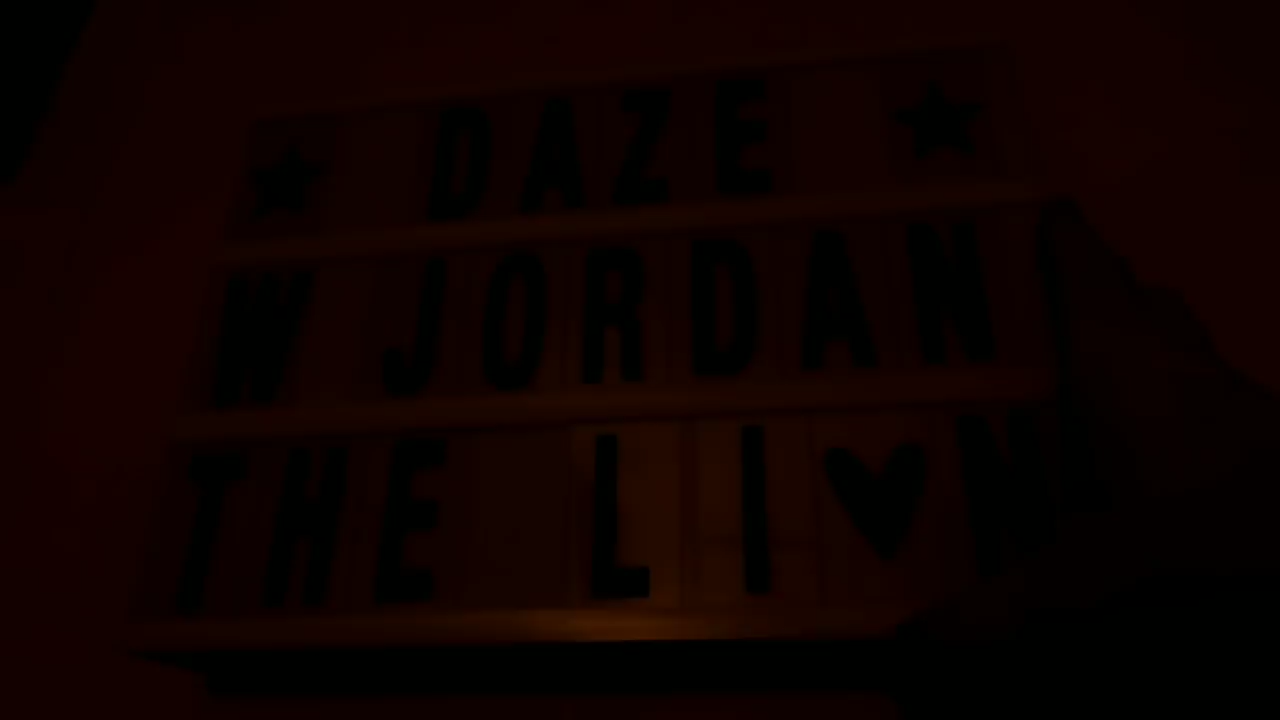 ★ DAZE ★
W JORDAN
THE LI♥N